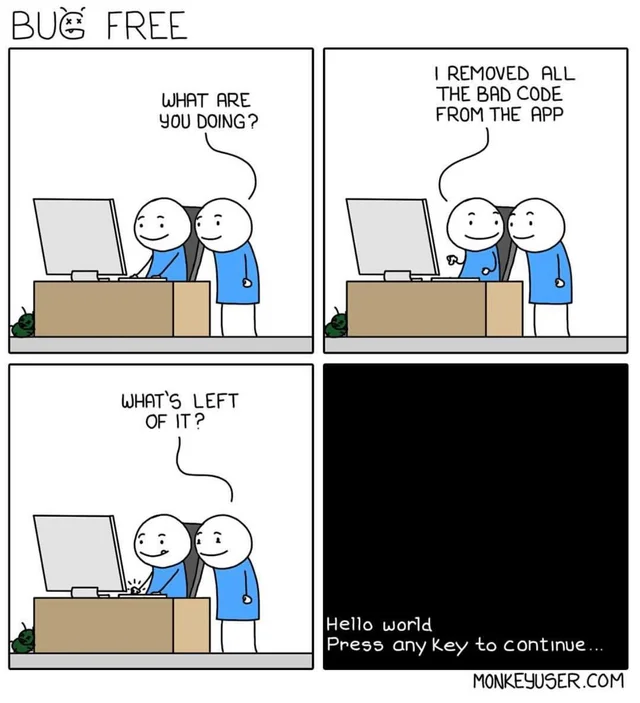 BUG FREE
WHAT ARE
YOU DOING?
I REMOVED ALL
THE BAD CODE
FROM THE APP
WHAT'S LEFT
OF IT?
Hello world
Press any key to continue...
MONKEYUSER.COM